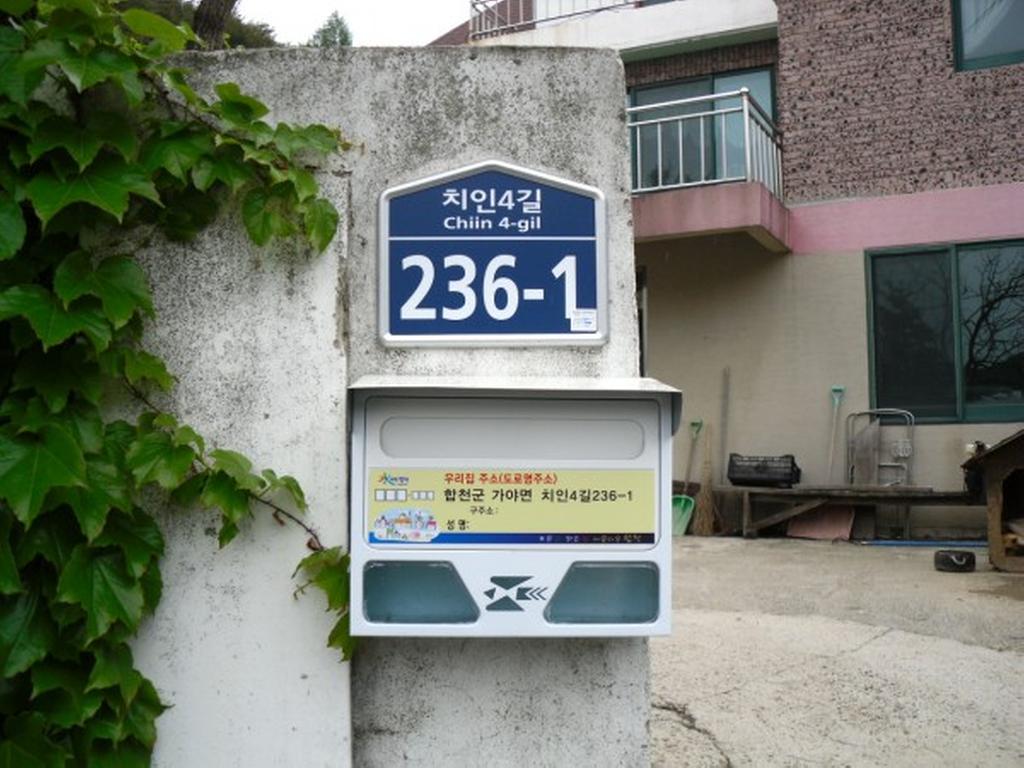 치인4길
Chiin 4-gil
236-1
우리집 주소(도로명주소)
합천군 가야면 치인4길236-1
구주소:
성명: